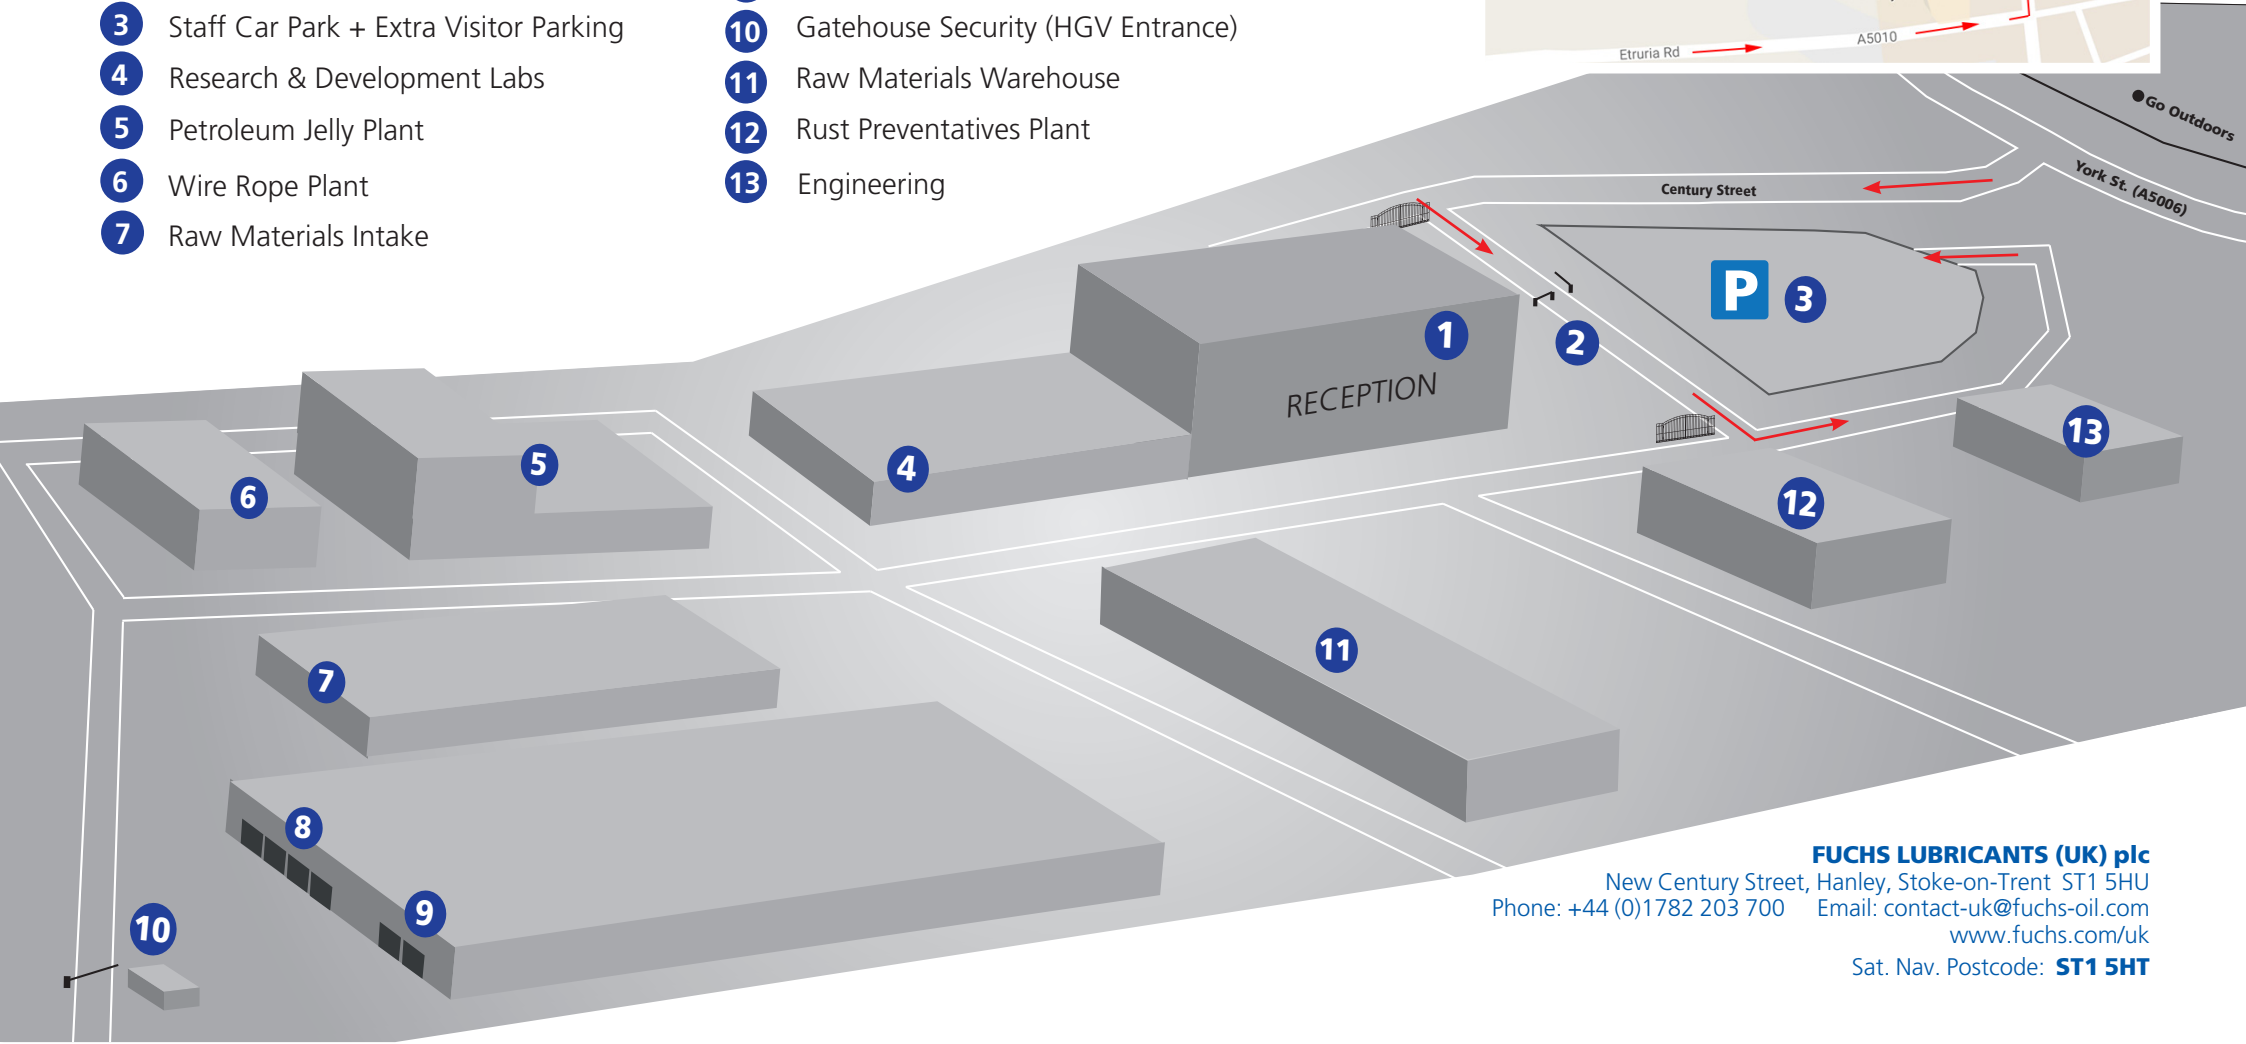 3 Staff Car Park + Extra Visitor Parking
4 Research & Development Labs
5 Petroleum Jelly Plant
6 Wire Rope Plant
7 Raw Materials Intake
10 Gatehouse Security (HGV Entrance)
11 Raw Materials Warehouse
12 Rust Preventatives Plant
13 Engineering
Etruria Rd
A5010
Go Outdoors
York St. (A5006)
Century Street
P
3
1
2
RECEPTION
13
4
5
6
12
11
7
8
9
10
FUCHS LUBRICANTS (UK) plc
New Century Street, Hanley, Stoke-on-Trent ST1 5HU
Phone: +44 (0)1782 203 700 Email: contact-uk@fuchs-oil.com
www.fuchs.com/uk
Sat. Nav. Postcode: ST1 5HT